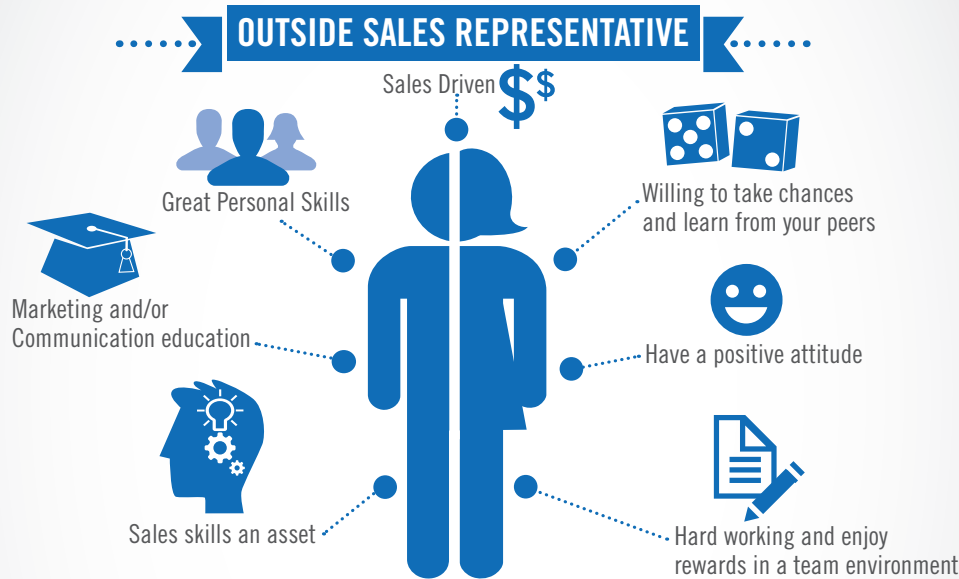 OUTSIDE SALES REPRESENTATIVE
Sales Driven $$
Great Personal Skills
Willing to take chances
and learn from your peers
Marketing and/or
Communication education
Have a positive attitude
Sales skills an asset
Hard working and enjoy
rewards in a team environment